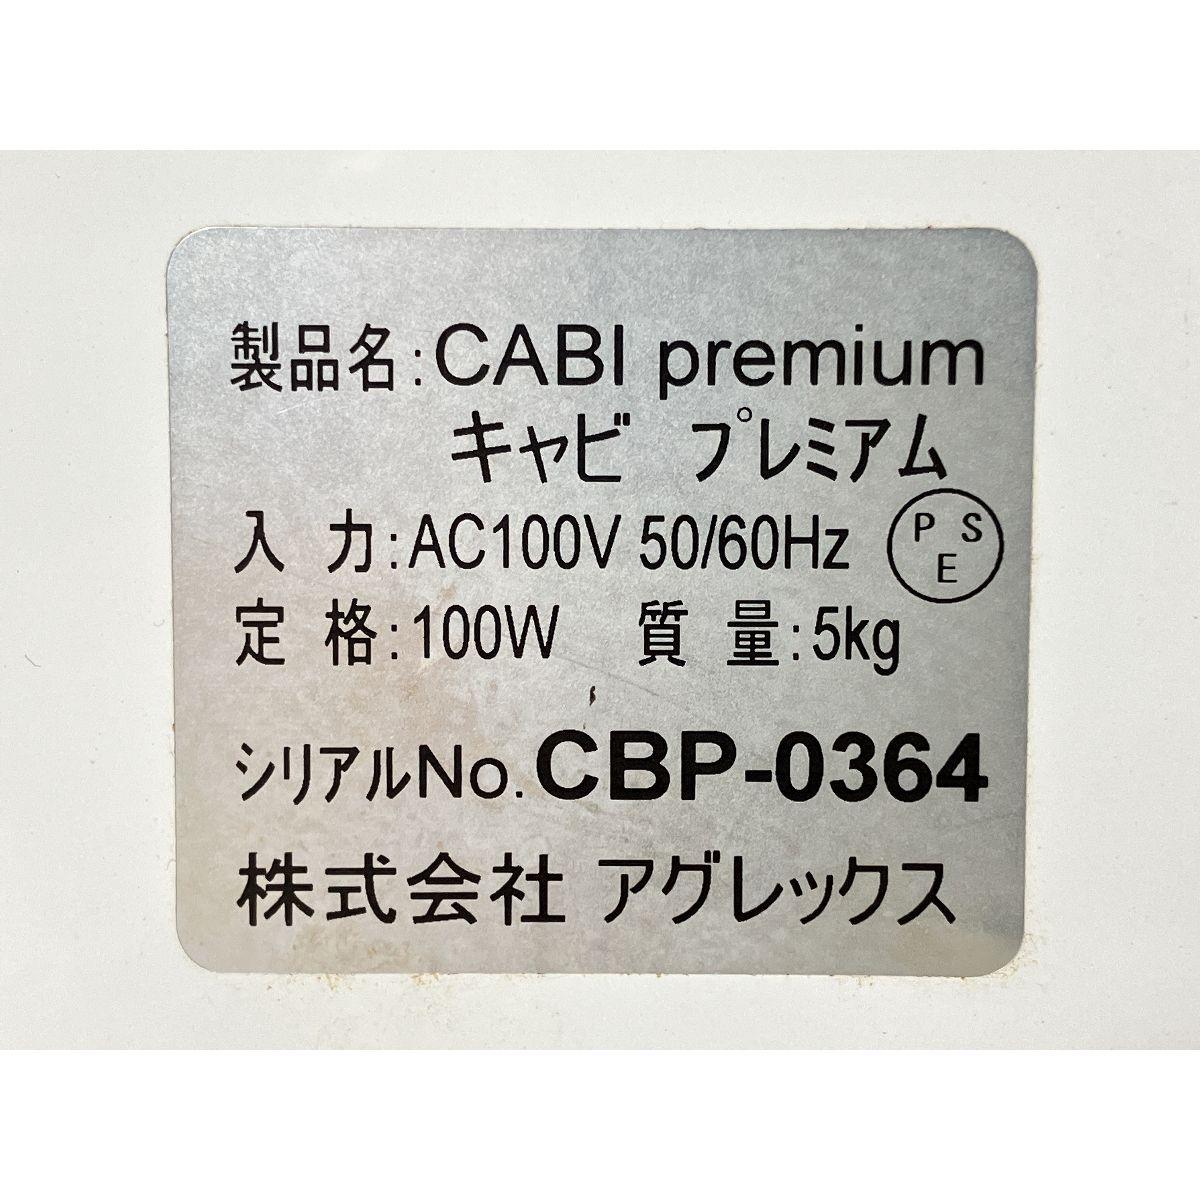 製品名:CABI premium
キャビ プレミアム
入 力:AC100V 50/60Hz PSE
定 格:100W 質 量:5kg
シリアルNo. CBP-0364
株式会社 アグレックス